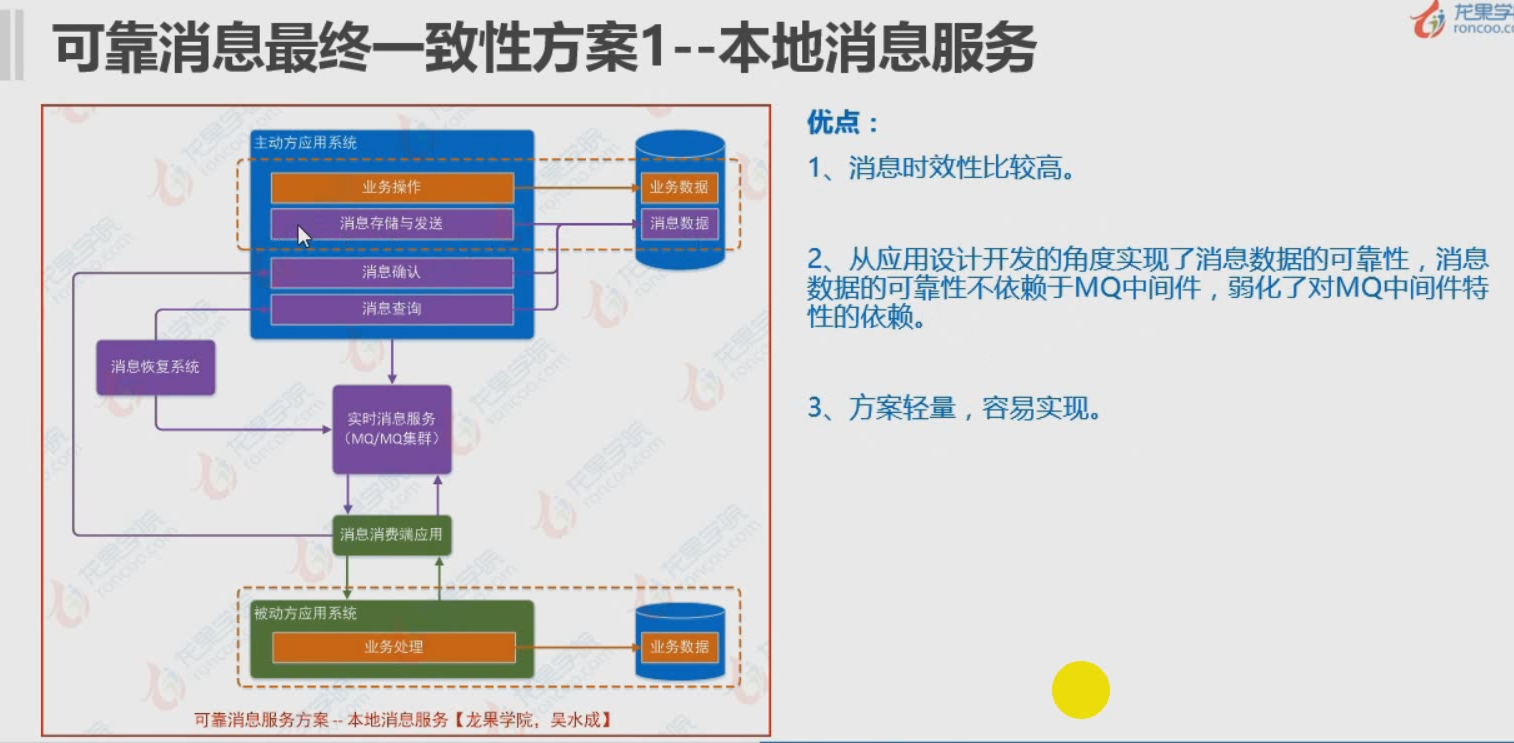 可靠消息最终一致性方案1--本地消息服务
龙果学
roncoo.co
主动方应用系统
业务操作
业务数据
消息存储与发送
消息数据
消息确认
消息查询
消息恢复系统
实时消息服务
(MQ/MQ集群)
消息消费端应用
被动方应用系统
业务处理
业务数据
可靠消息服务方案 -- 本地消息服务【龙果学院，吴水成】
优点：
1、消息时效性比较高。
2、从应用设计开发的角度实现了消息数据的可靠性，消息
数据的可靠性不依赖于MQ中间件，弱化了对MQ中间件特
性的依赖。
3、方案轻量，容易实现。